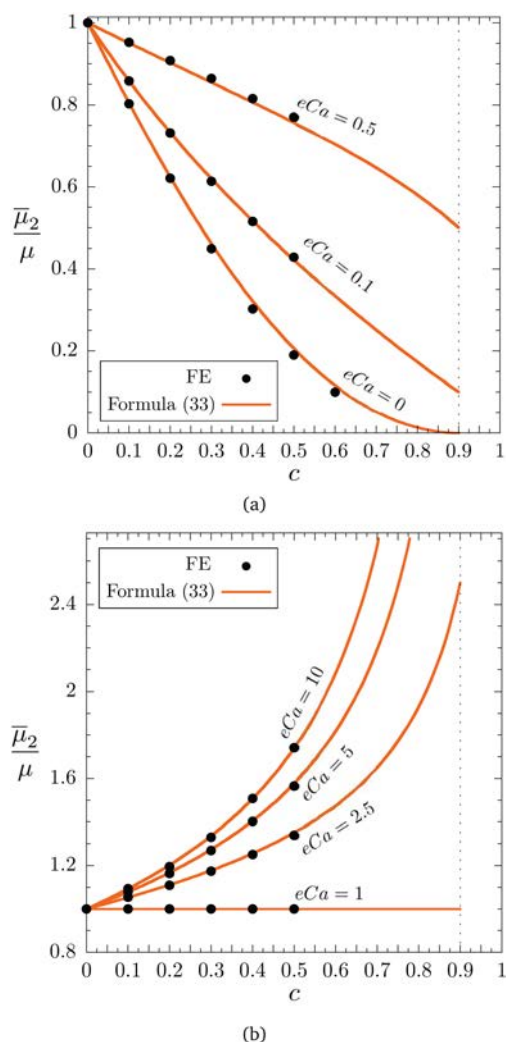 1
0.8
0.6
0.4
0.2
0
μ̅₂
μ
eCa = 0.5
eCa = 0.1
eCa = 0
FE
Formula (33)
0 0.1 0.2 0.3 0.4 0.5 0.6 0.7 0.8 0.9 1
c
(a)
2.4
2
1.6
1.2
0.8
μ̅₂
μ
FE
Formula (33)
eCa = 10
eCa = 5
eCa = 2.5
eCa = 1
0 0.1 0.2 0.3 0.4 0.5 0.6 0.7 0.8 0.9 1
c
(b)